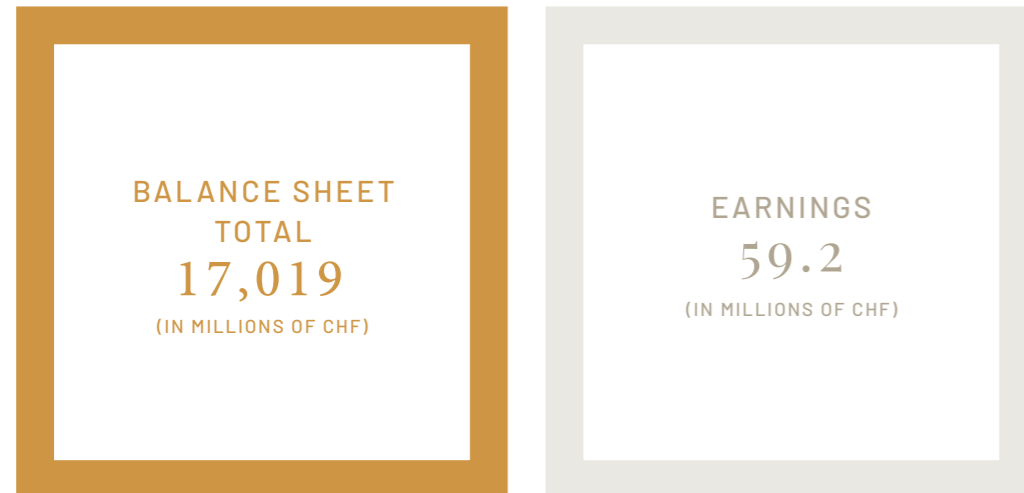 BALANCE SHEET
TOTAL
17,019
(IN MILLIONS OF CHF)
EARNINGS
59.2
(IN MILLIONS OF CHF)